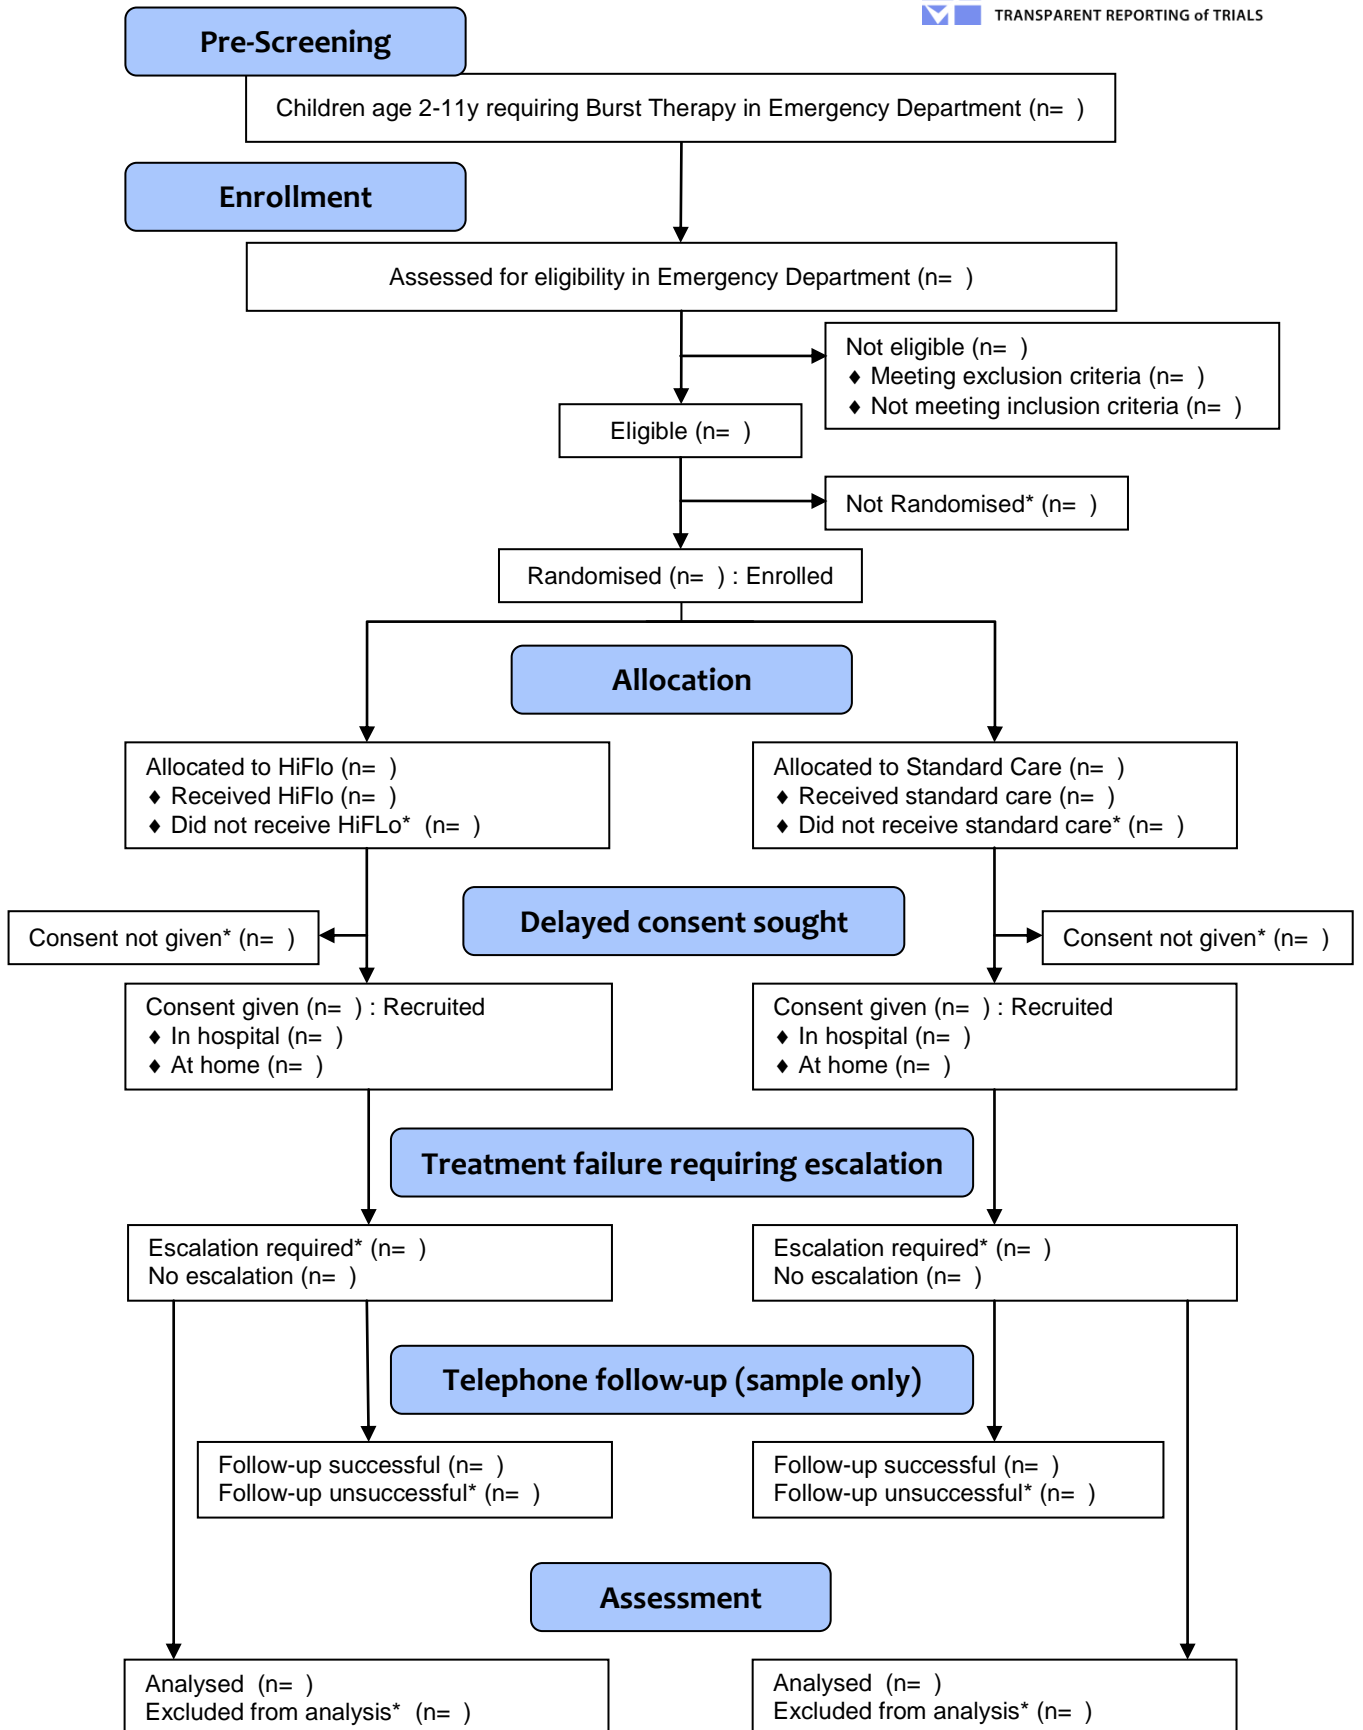 TRANSPARENT REPORTING of TRIALS
Pre-Screening
Children age 2-11y requiring Burst Therapy in Emergency Department (n=  )
Enrollment
Assessed for eligibility in Emergency Department (n=  )
Not eligible (n=  )
♦ Meeting exclusion criteria (n=  )
♦ Not meeting inclusion criteria (n=  )
Eligible (n=  )
Not Randomised* (n=  )
Randomised (n=  ) : Enrolled
Allocation
Allocated to HiFlo (n=  )
♦ Received HiFlo (n=  )
♦ Did not receive HiFLo*  (n=  )
Allocated to Standard Care (n=  )
♦ Received standard care (n=  )
♦ Did not receive standard care* (n=  )
Delayed consent sought
Consent not given* (n=  )
Consent not given* (n=  )
Consent given (n=  ) : Recruited
♦ In hospital (n=  )
♦ At home (n=  )
Consent given (n=  ) : Recruited
♦ In hospital (n=  )
♦ At home (n=  )
Treatment failure requiring escalation
Escalation required* (n=  )
No escalation (n=  )
Escalation required* (n=  )
No escalation (n=  )
Telephone follow-up (sample only)
Follow-up successful (n=  )
Follow-up unsuccessful* (n=  )
Follow-up successful (n=  )
Follow-up unsuccessful* (n=  )
Assessment
Analysed  (n=  )
Excluded from analysis*  (n=  )
Analysed  (n=  )
Excluded from analysis*  (n=  )